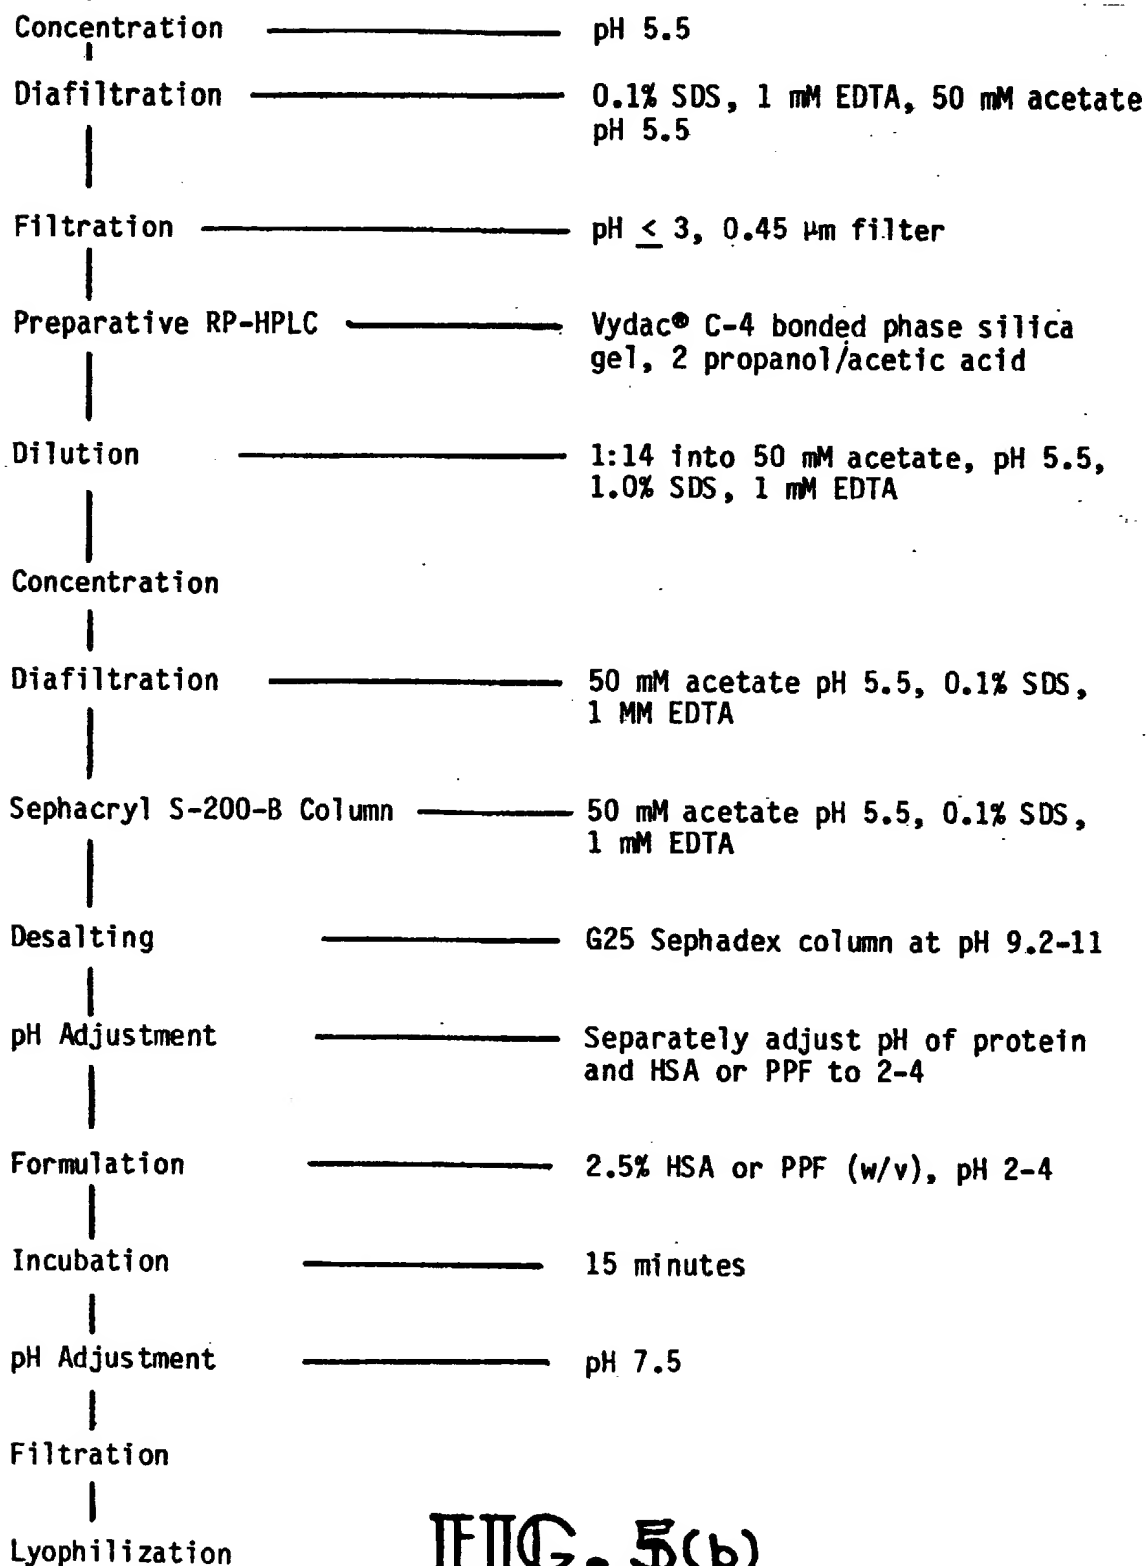 Concentration pH 5.5
Diafiltration 0.1% SDS, 1 mM EDTA, 50 mM acetate
pH 5.5
Filtration pH ≤ 3, 0.45 µm filter
Preparative RP-HPLC Vydac® C-4 bonded phase silica
gel, 2 propanol/acetic acid
Dilution 1:14 into 50 mM acetate, pH 5.5,
1.0% SDS, 1 mM EDTA
Concentration
Diafiltration 50 mM acetate pH 5.5, 0.1% SDS,
1 MM EDTA
Sephacryl S-200-B Column 50 mM acetate pH 5.5, 0.1% SDS,
1 mM EDTA
Desalting G25 Sephadex column at pH 9.2-11
pH Adjustment Separately adjust pH of protein
and HSA or PPF to 2-4
Formulation 2.5% HSA or PPF (w/v), pH 2-4
Incubation 15 minutes
pH Adjustment pH 7.5
Filtration
Lyophilization
FIG. 5(b)